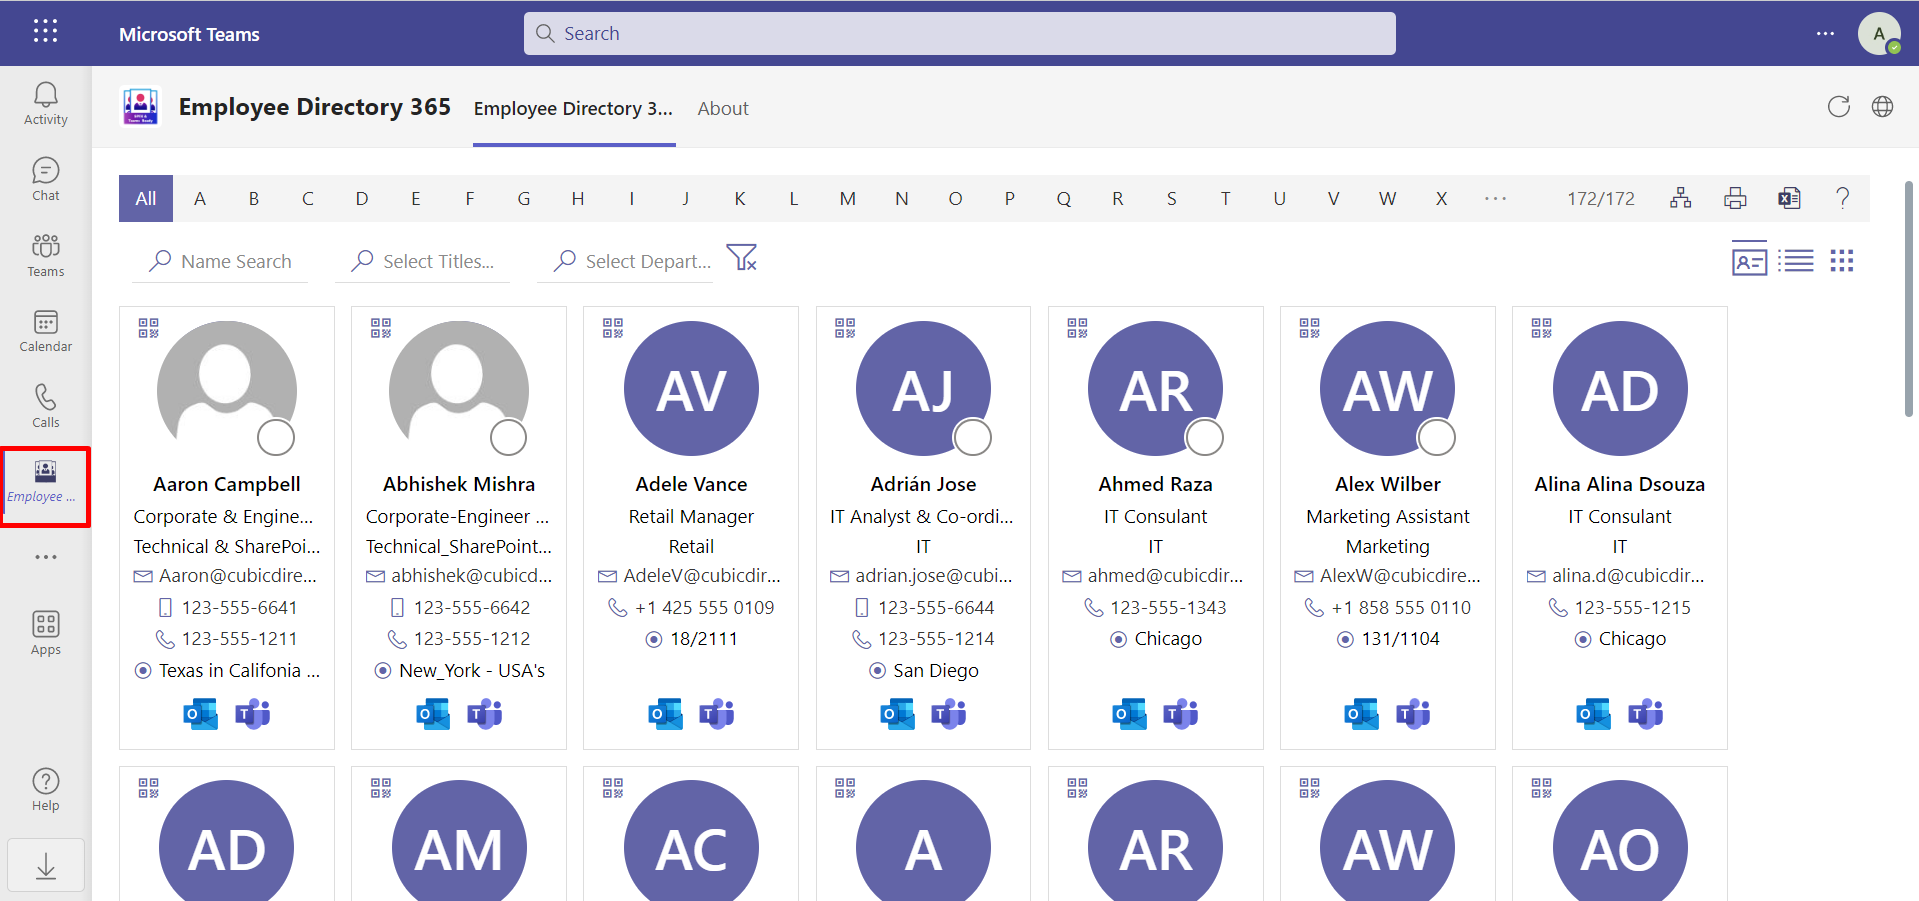 Microsoft Teams
Search
A
Activity
Chat
Teams
Calendar
Calls
Employee ...
Apps
Help
Employee Directory 365
Employee Directory 3...
About
All A B C D E F G H I J K L M N O P Q R S T U V W X ... 172/172 ?
Name Search
Select Titles...
Select Depart...
Aaron Campbell
Corporate & Engine...
Technical & SharePoi...
Aaron@cubicdire...
123-555-6641
123-555-1211
Texas in Califonia ...
Abhishek Mishra
Corporate-Engineer ...
Technical_SharePoint...
abhishek@cubicd...
123-555-6642
123-555-1212
New_York - USA's
AV
Adele Vance
Retail Manager
Retail
AdeleV@cubicdir...
+1 425 555 0109
18/2111
AJ
Adrián Jose
IT Analyst & Co-ordi...
IT
adrian.jose@cubi...
123-555-6644
123-555-1214
San Diego
AR
Ahmed Raza
IT Consulant
IT
ahmed@cubicdir...
123-555-1343
Chicago
AW
Alex Wilber
Marketing Assistant
Marketing
AlexW@cubicdire...
+1 858 555 0110
131/1104
AD
Alina Alina Dsouza
IT Consulant
IT
alina.d@cubicdir...
123-555-1215
Chicago
AD
AM
AC
A
AR
AW
AO